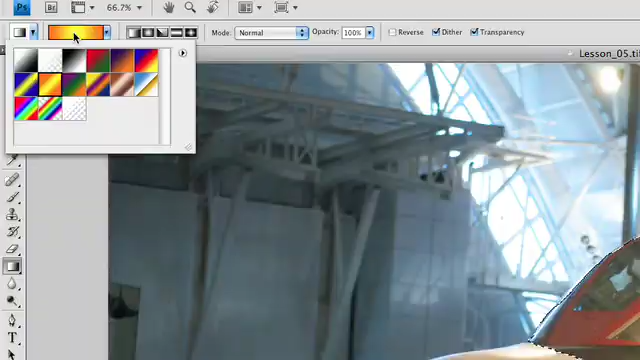 Ps Br 66.7%
Mode: Normal Opacity: 100% Reverse Dither Transparency
Lesson_05.ti
T